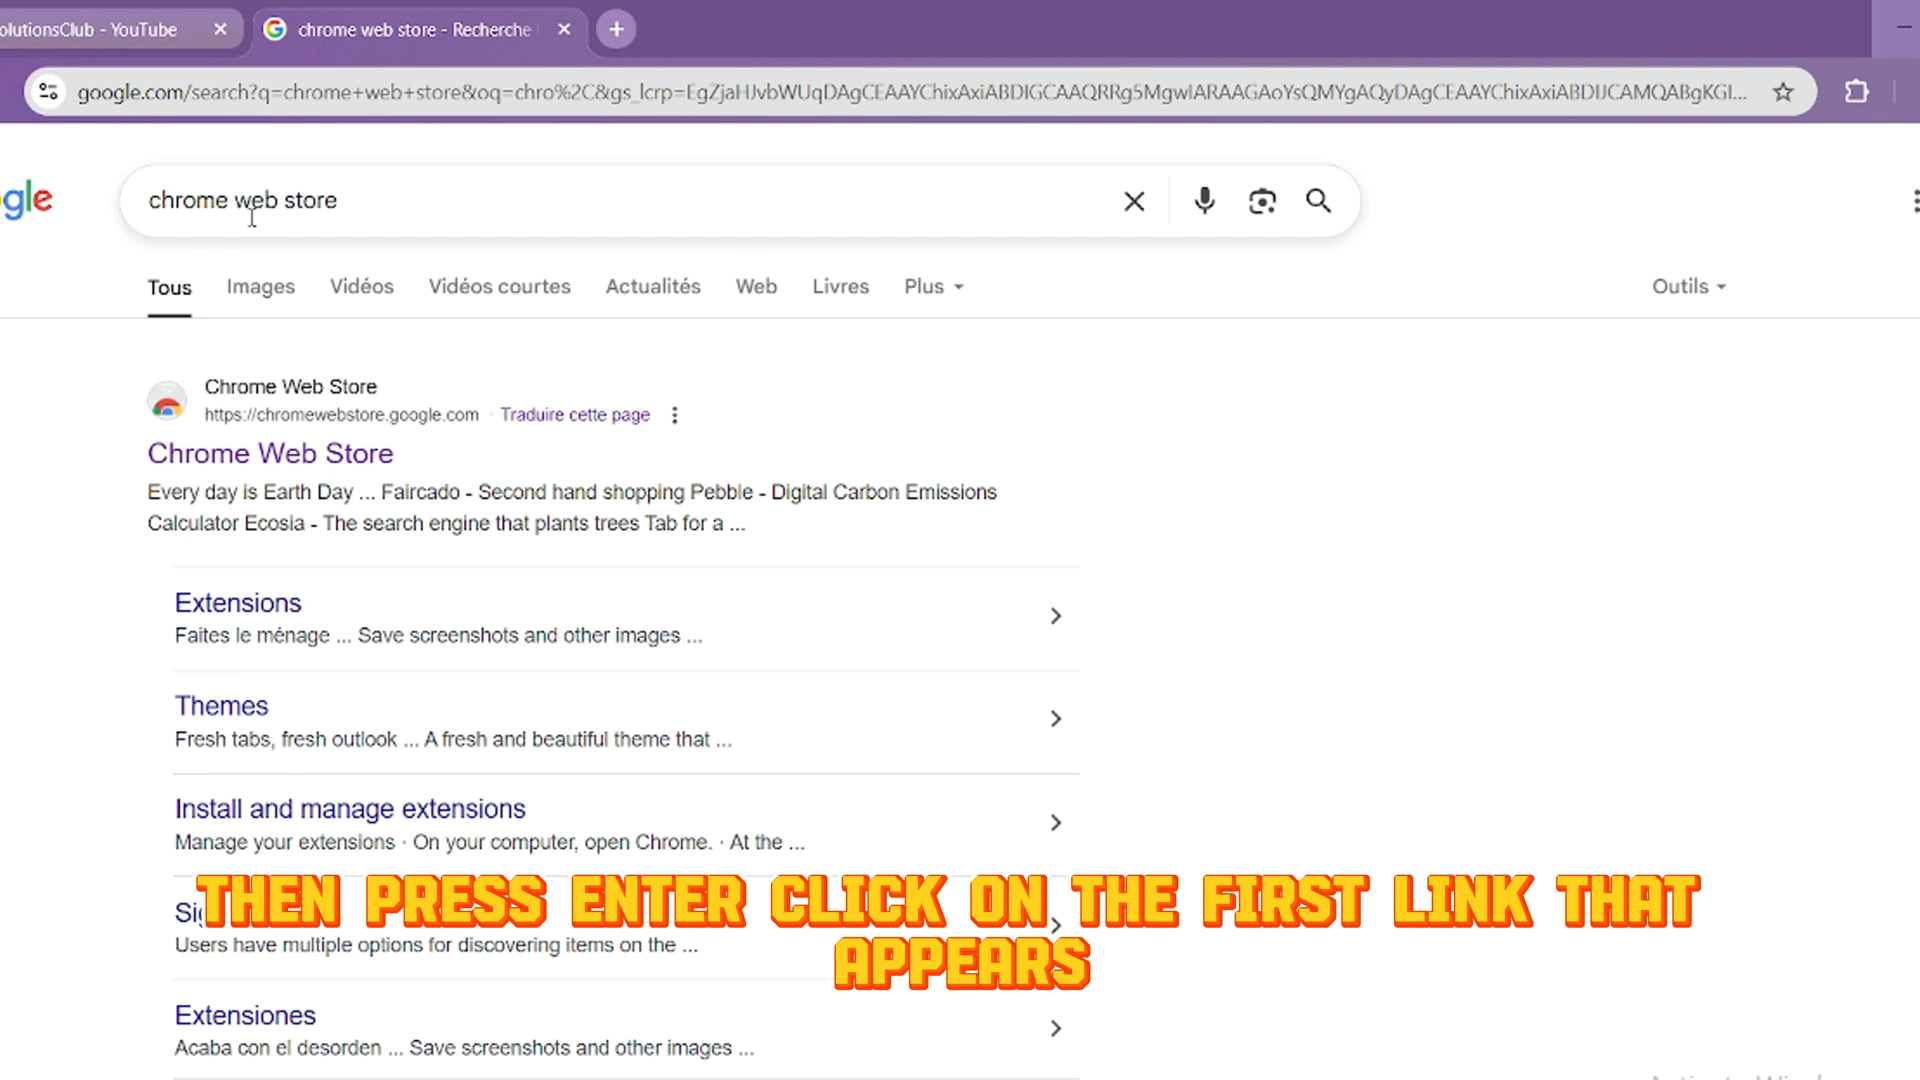 olutionsClub - YouTube
chrome web store - Recherche
google.com/search?q=chrome+web+store&oq=chro%2C&gs_lcrp=EgZjaHJvbWUqDAgCEAAYChixAxiABDIGCAAQRRg5MgwIARAAGAoYsQMYgAQyDAgCEAAYChixAxiABDIJCAMQABgKGI...
gle
chrome web store
Tous Images Vidéos Vidéos courtes Actualités Web Livres Plus Outils
Chrome Web Store
https://chromewebstore.google.com · Traduire cette page
Chrome Web Store
Every day is Earth Day ... Faircado - Second hand shopping Pebble - Digital Carbon Emissions
Calculator Ecosia - The search engine that plants trees Tab for a ...
Extensions
Faites le ménage ... Save screenshots and other images ...
Themes
Fresh tabs, fresh outlook ... A fresh and beautiful theme that ...
Install and manage extensions
Manage your extensions · On your computer, open Chrome. · At the ...
THEN PRESS ENTER CLICK ON THE FIRST LINK THAT
APPEARS
Users have multiple options for discovering items on the ...
Extensiones
Acaba con el desorden ... Save screenshots and other images ...